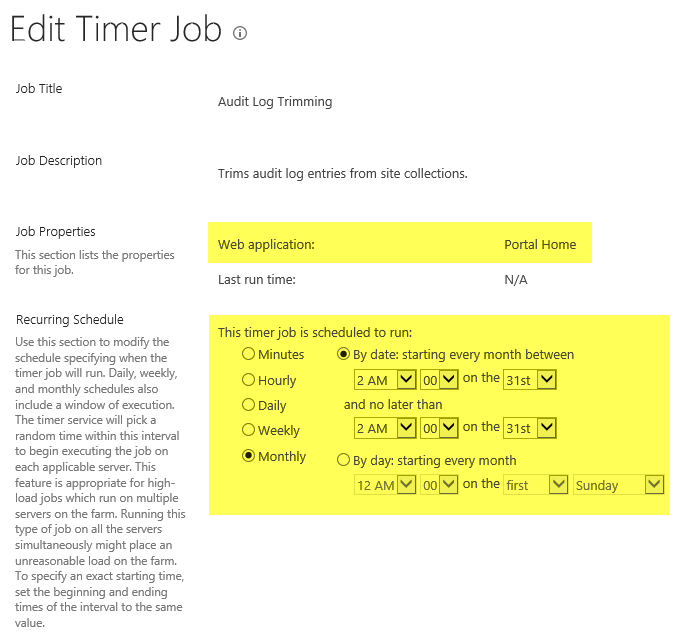 Edit Timer Job
Job Title
Audit Log Trimming
Job Description
Trims audit log entries from site collections.
Job Properties
This section lists the properties
for this job.
Web application: Portal Home
Last run time: N/A
Recurring Schedule
Use this section to modify the
schedule specifying when the
timer job will run. Daily, weekly,
and monthly schedules also
include a window of execution.
The timer service will pick a
random time within this interval
to begin executing the job on
each applicable server. This
feature is appropriate for high-
load jobs which run on multiple
servers on the farm. Running this
type of job on all the servers
simultaneously might place an
unreasonable load on the farm.
To specify an exact starting time,
set the beginning and ending
times of the interval to the same
value.
This timer job is scheduled to run:
Minutes
Hourly
Daily
Weekly
Monthly
By date: starting every month between
2 AM 00 on the 31st
and no later than
2 AM 00 on the 31st
By day: starting every month
12 AM 00 on the first Sunday